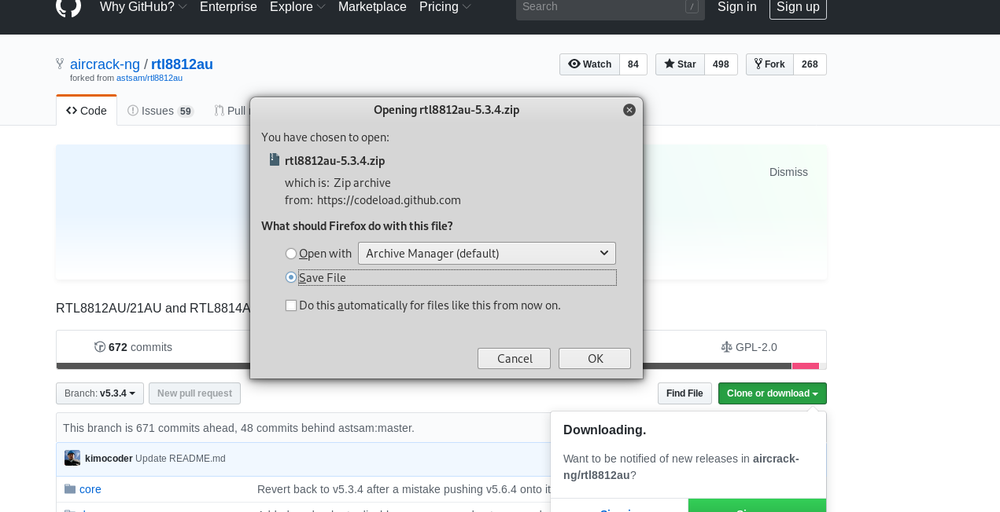 Why GitHub? Enterprise Explore Marketplace Pricing Search / Sign in Sign up
aircrack-ng / rtl8812au
forked from astsam/rtl8812au
Watch 84 Star 498 Fork 268
Code Issues 59 Pull
Opening rtl8812au-5.3.4.zip
You have chosen to open:
rtl8812au-5.3.4.zip
which is: Zip archive
from: https://codeload.github.com
What should Firefox do with this file?
Open with Archive Manager (default)
Save File
Do this automatically for files like this from now on.
Cancel OK
Dismiss
RTL8812AU/21AU and RTL8814A
672 commits
GPL-2.0
Branch: v5.3.4 New pull request Find File Clone or download
This branch is 671 commits ahead, 48 commits behind astsam:master.
kimocoder Update README.md
core Revert back to v5.3.4 after a mistake pushing v5.6.4 onto it
Downloading.
Want to be notified of new releases in aircrack-
ng/rtl8812au?